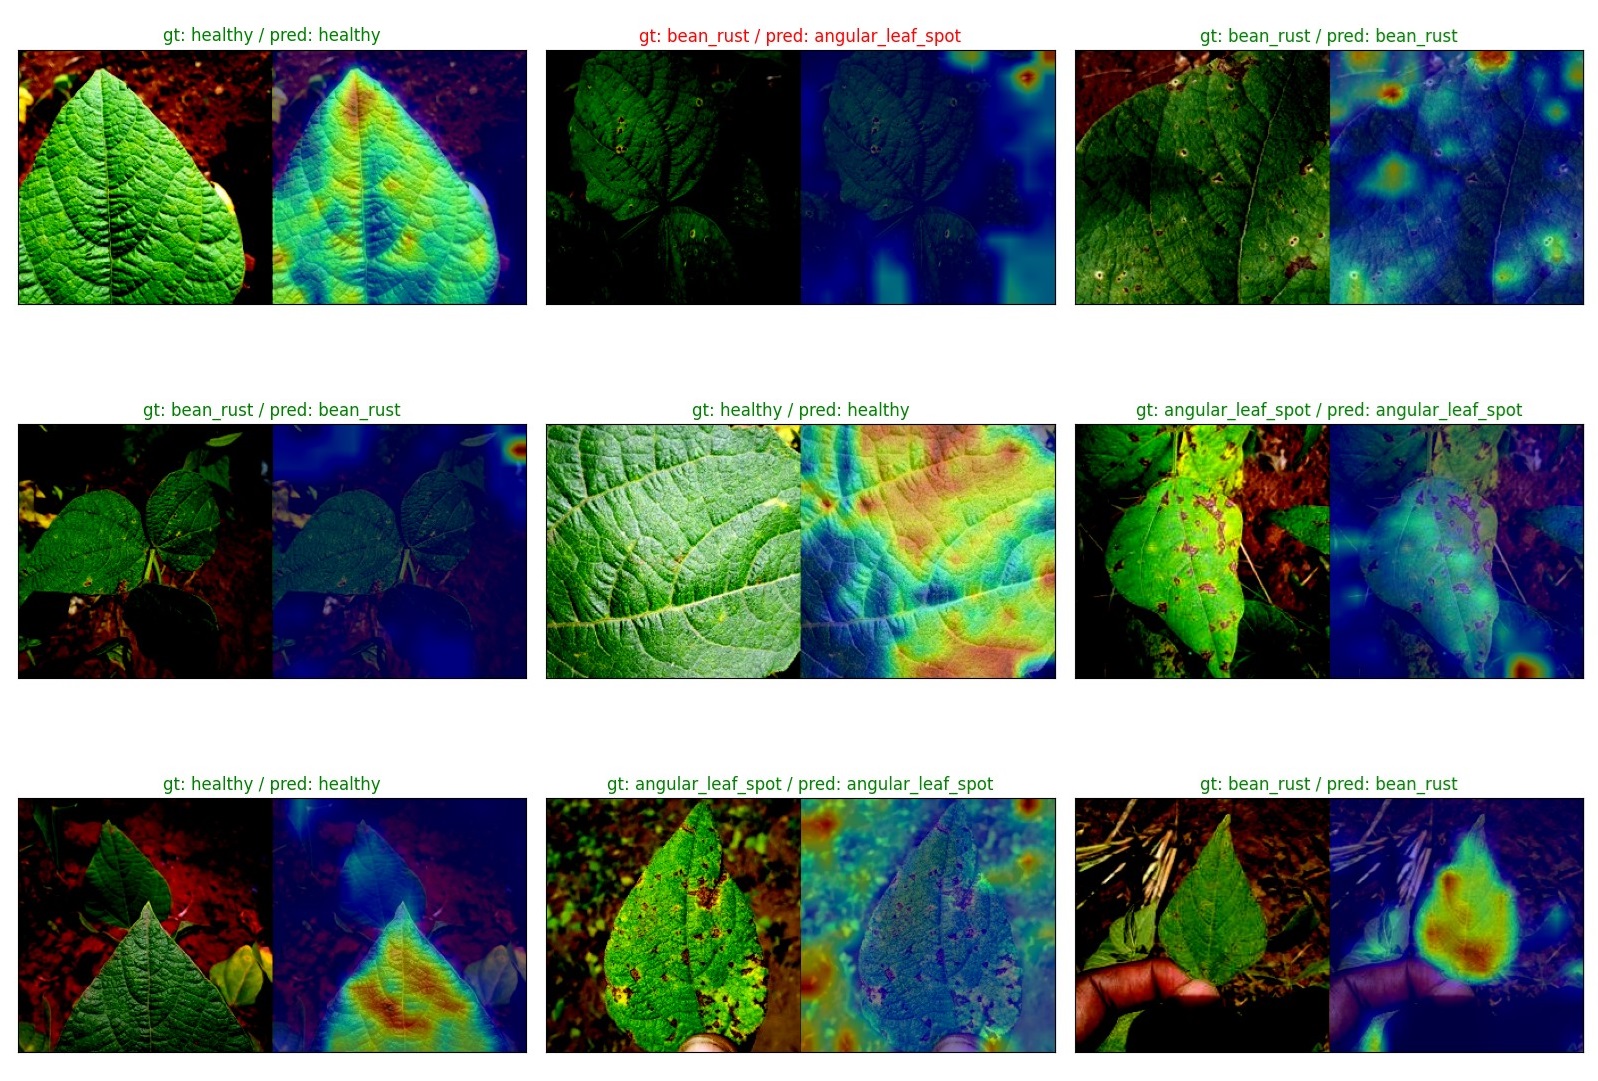 gt: healthy / pred: healthy
gt: bean_rust / pred: angular_leaf_spot
gt: bean_rust / pred: bean_rust
gt: bean_rust / pred: bean_rust
gt: healthy / pred: healthy
gt: angular_leaf_spot / pred: angular_leaf_spot
gt: healthy / pred: healthy
gt: angular_leaf_spot / pred: angular_leaf_spot
gt: bean_rust / pred: bean_rust